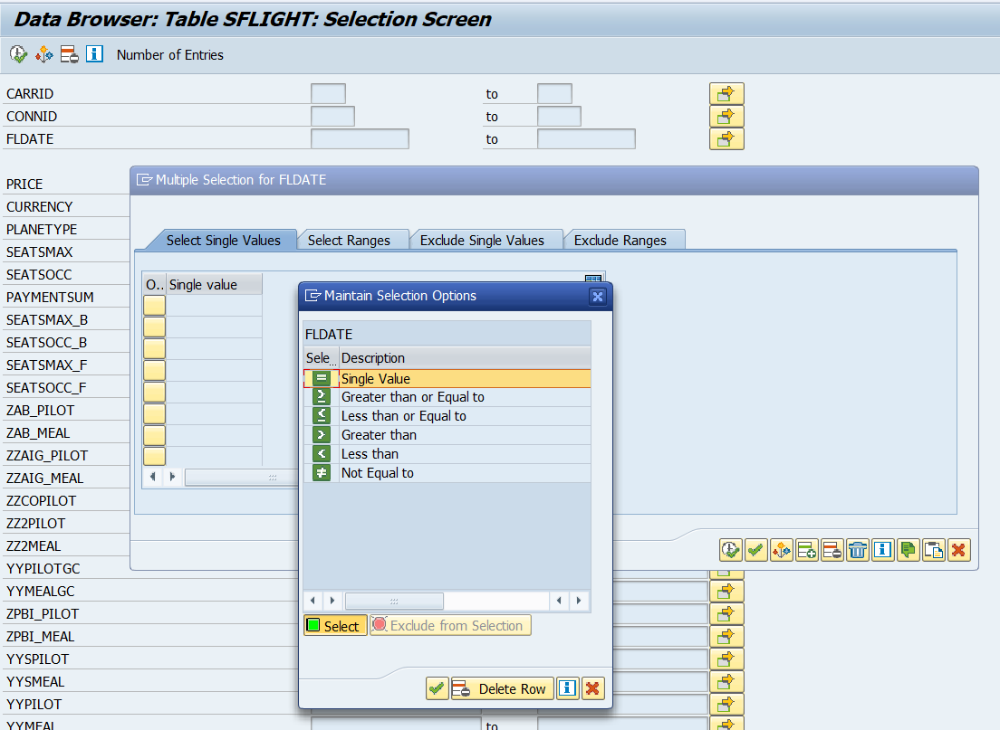 Data Browser: Table SFLIGHT: Selection Screen
Number of Entries
CARRID to
CONNID to
FLDATE to
PRICE
CURRENCY
PLANETYPE
SEATSMAX
SEATSOCC
PAYMENTSUM
SEATSMAX_B
SEATSOCC_B
SEATSMAX_F
SEATSOCC_F
ZAB_PILOT
ZAB_MEAL
ZZAIG_PILOT
ZZAIG_MEAL
ZZCOPILOT
ZZ2PILOT
ZZ2MEAL
YYPILOTGC
YYMEALGC
ZPBI_PILOT
ZPBI_MEAL
YYSPILOT
YYSMEAL
YYPILOT
YYMEAL to
Multiple Selection for FLDATE
Select Single Values Select Ranges Exclude Single Values Exclude Ranges
O.. Single value
Maintain Selection Options
FLDATE
Sele... Description
= Single Value
≥ Greater than or Equal to
≤ Less than or Equal to
> Greater than
< Less than
≠ Not Equal to
Select Exclude from Selection
Delete Row